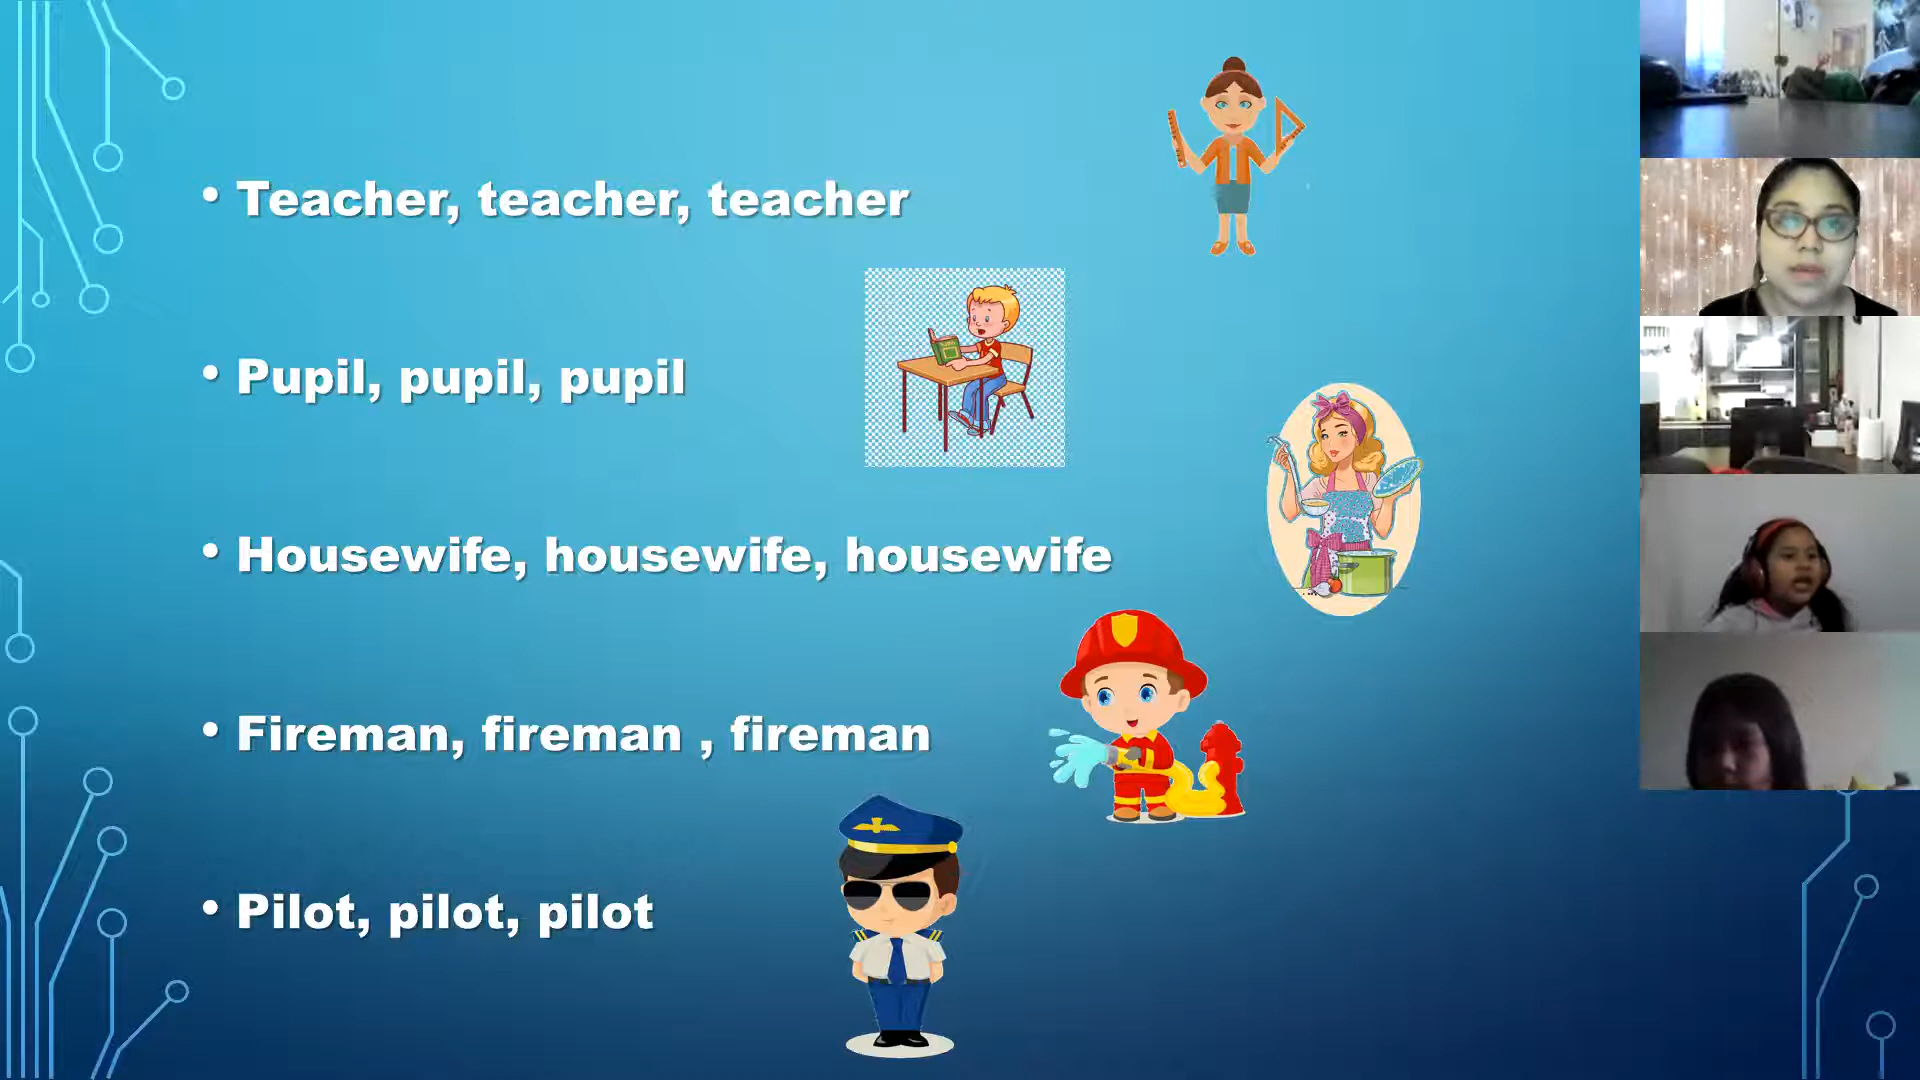 • Teacher, teacher, teacher
• Pupil, pupil, pupil
• Housewife, housewife, housewife
• Fireman, fireman , fireman
• Pilot, pilot, pilot